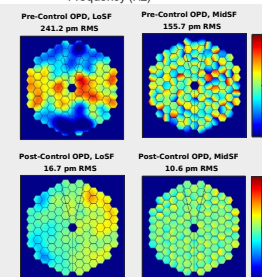 Frequency (Hz)
Pre-Control OPD, LoSF
241.2 pm RMS
Pre-Control OPD, MidSF
155.7 pm RMS
Post-Control OPD, LoSF
16.7 pm RMS
Post-Control OPD, MidSF
10.6 pm RMS